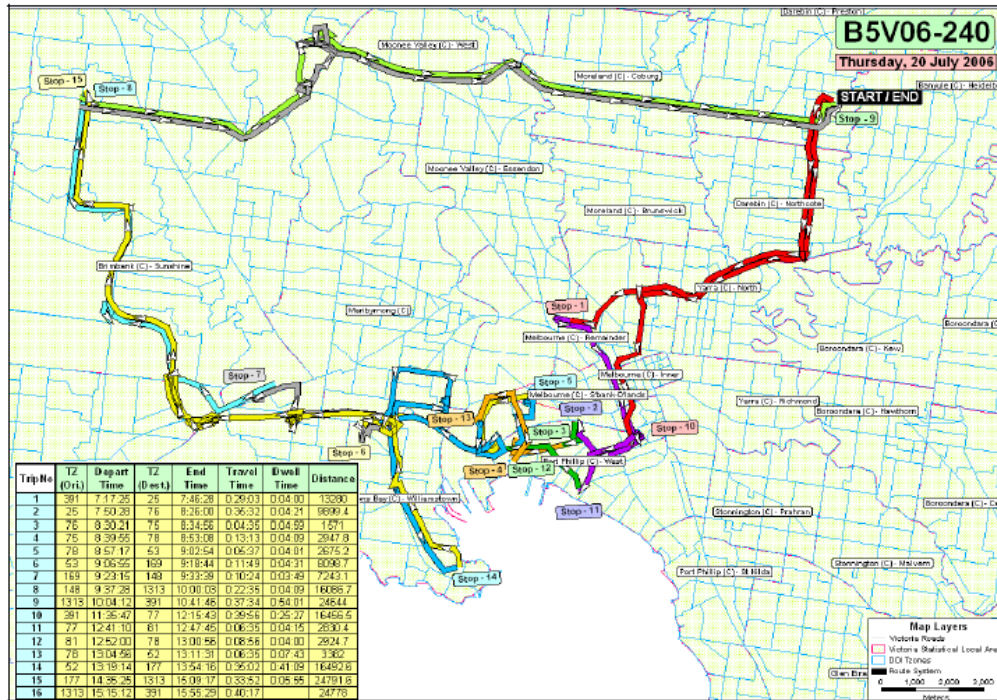 Darebin (C) - Preston
B5V06-240
Thursday, 20 July 2006
Moonee Valley (C) - West
Moreland (C) - Coburg
Stop - 15
Stop - 8
START / END
Stop - 9
Moonee Valley (C) - Essendon
Moreland (C) - Brunswick
Darebin (C) - Northcote
Brimbank (C) - Sunshine
Yarra (C) - North
Maribyrnong (C)
Stop - 1
Melbourne (C) - Remainder
Boroondara (C) - Kew
Stop - 7
Melbourne (C) - Inner
Stop - 5
Stop - 2
Yarra (C) - Richmond
Boroondara (C) - Hawthorn
Stop - 13
Stop - 3
Stop - 10
Stop - 6
Stop - 4
Stop - 12
Port Phillip (C) - West
Stop - 11
Stonnington (C) - Prahran
Stop - 14
Port Phillip (C) - St Kilda
Stonnington (C) - Malvern
Trip No TZ (Ori.) Depart Time TZ (Dest.) End Time Travel Time Dwell Time Distance
1 391 7:17:25 25 7:46:28 0:29:03 0:04:00 13280
2 25 7:50:28 76 8:26:00 0:35:32 0:04:21 9899.4
3 76 8:30:21 75 8:34:56 0:04:35 0:04:59 1571
4 75 8:39:55 78 8:53:08 0:13:13 0:04:09 2947.8
5 78 8:57:17 53 9:02:54 0:05:37 0:04:01 2675.2
6 53 9:06:55 169 9:18:44 0:11:49 0:04:31 8098.7
7 169 9:23:15 148 9:33:39 0:10:24 0:03:49 7243.1
8 148 9:37:28 1313 10:00:03 0:22:35 0:04:09 16086.7
9 1313 10:04:12 391 10:41:46 0:37:34 0:54:01 24644
10 391 11:35:47 77 12:15:43 0:39:56 0:25:27 16456.5
11 77 12:41:10 81 12:47:45 0:06:35 0:04:15 2830.4
12 81 12:52:00 78 13:00:56 0:08:56 0:04:00 2924.7
13 78 13:04:56 52 13:11:31 0:06:35 0:07:43 3382
14 52 13:19:14 177 13:54:16 0:35:02 0:41:09 16492.6
15 177 14:35:25 1313 15:09:17 0:33:52 0:05:55 24791.6
16 1313 15:15:12 391 15:55:29 0:40:17 24778
Map Layers
Victoria Roads
Victoria Statistical Local Area
DOI Tzones
Route System
0 1,000 2,000 3,000
Meters